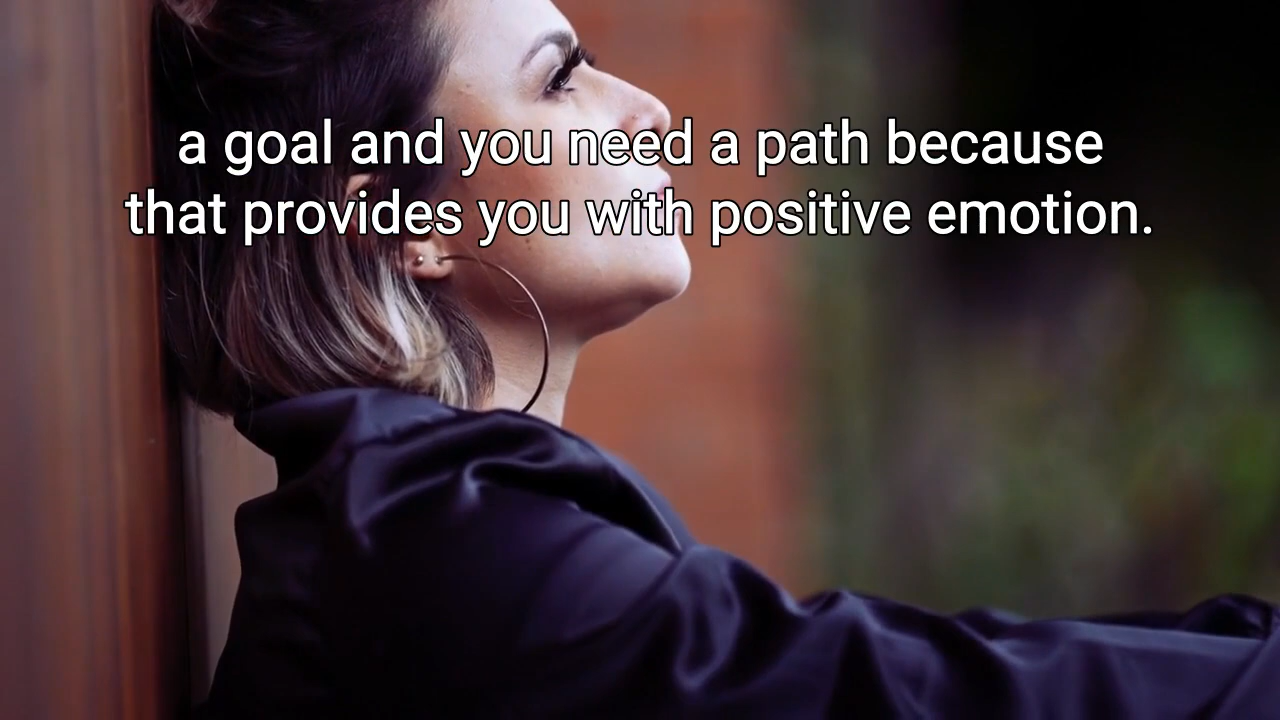 a goal and you need a path because
that provides you with positive emotion.